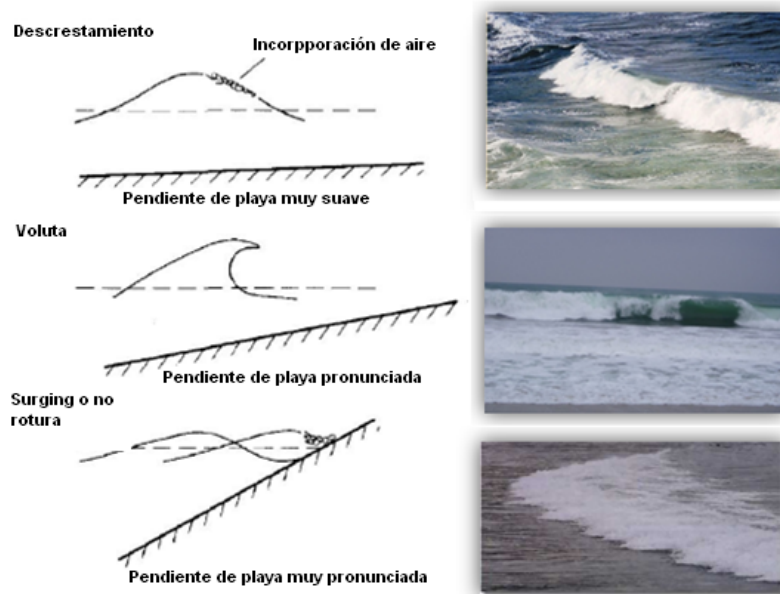 Descrestamiento
Incorpporación de aire
Pendiente de playa muy suave
Voluta
Pendiente de playa pronunciada
Surging o no
rotura
Pendiente de playa muy pronunciada